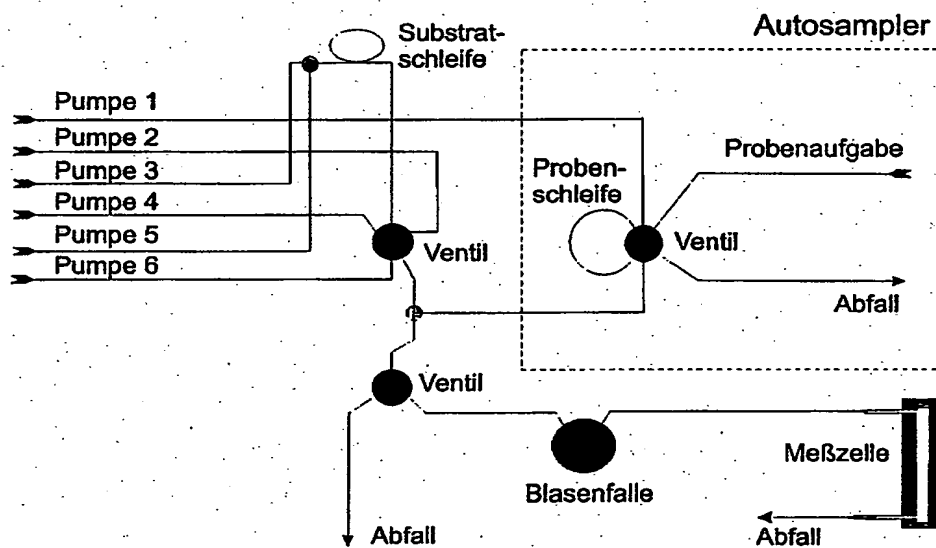 Autosampler
Substrat-
schleife
Pumpe 1
Pumpe 2
Pumpe 3
Pumpe 4
Pumpe 5
Pumpe 6
Ventil
Proben-
schleife
Probenaufgabe
Ventil
Abfall
Ventil
Blasenfalle
Meßzelle
Abfall
Abfall